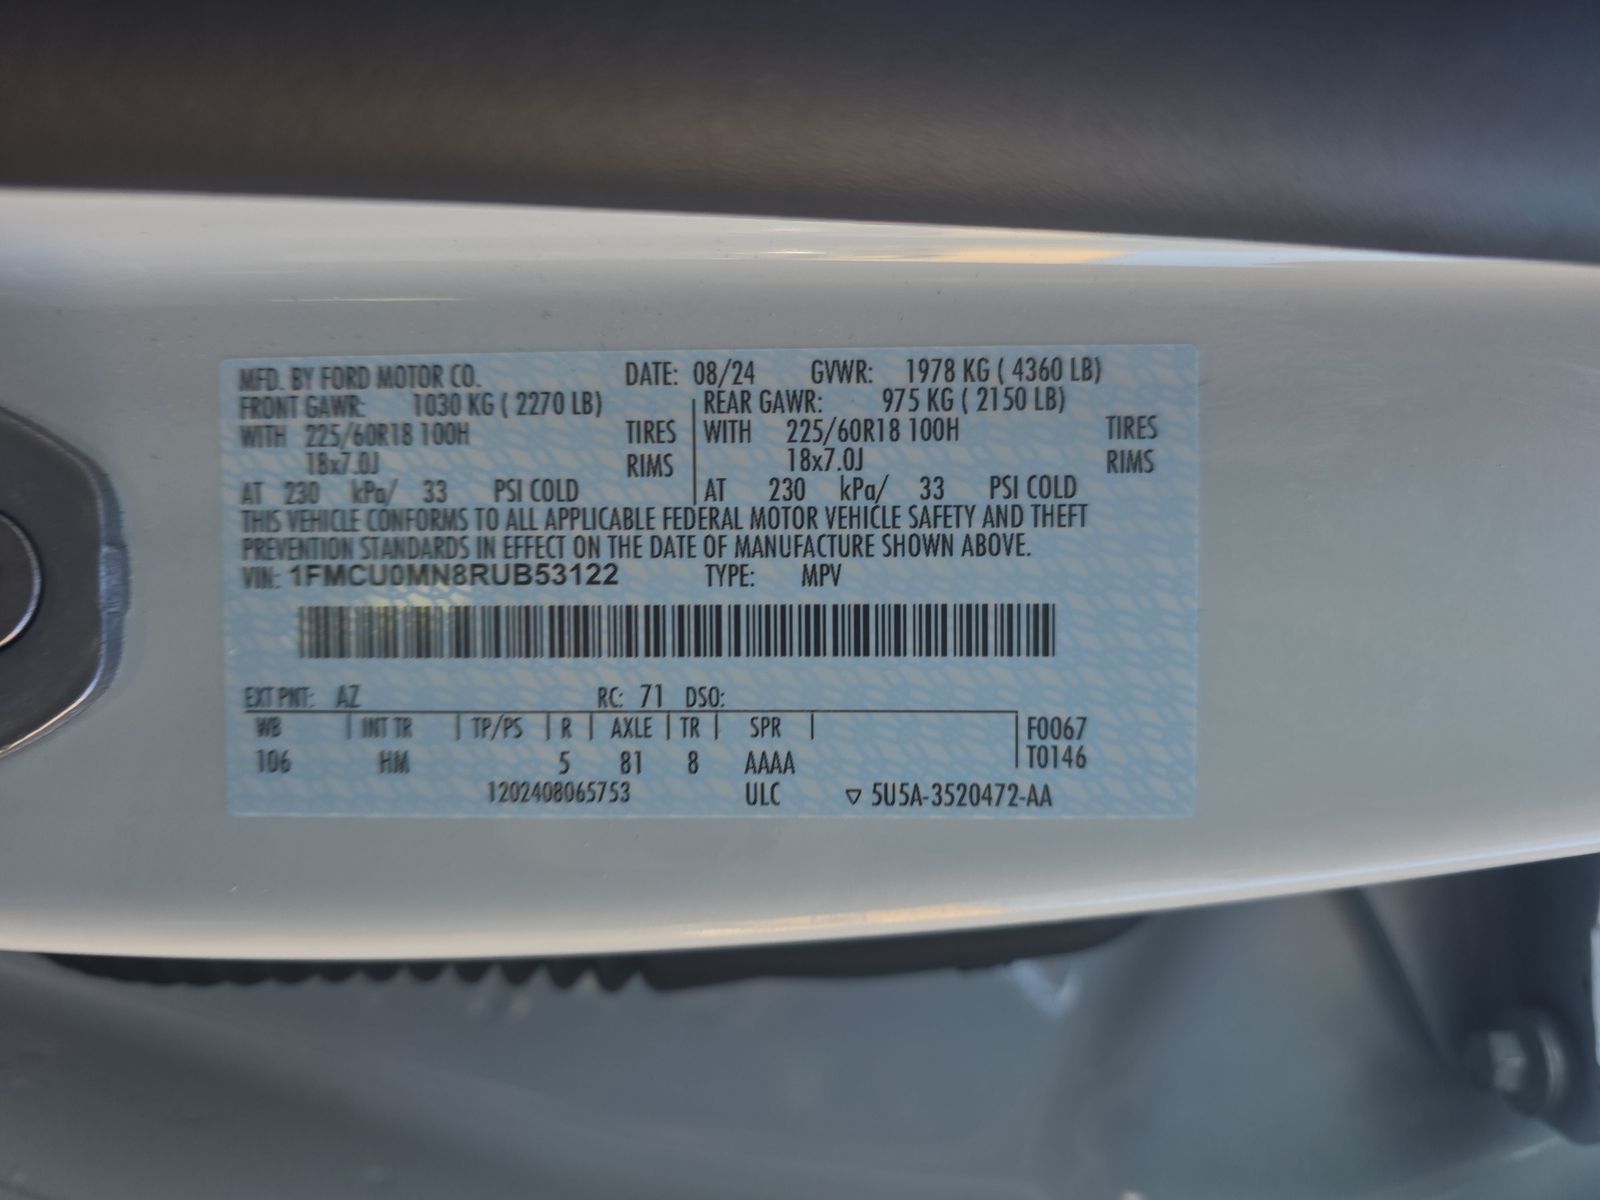 MFD. BY FORD MOTOR CO. DATE: 08/24 GVWR: 1978 KG ( 4360 LB)
FRONT GAWR: 1030 KG ( 2270 LB) REAR GAWR: 975 KG ( 2150 LB)
WITH 225/60R18 100H TIRES WITH 225/60R18 100H TIRES
18x7.0J RIMS 18x7.0J RIMS
AT 230 kPa/ 33 PSI COLD AT 230 kPa/ 33 PSI COLD
THIS VEHICLE CONFORMS TO ALL APPLICABLE FEDERAL MOTOR VEHICLE SAFETY AND THEFT
PREVENTION STANDARDS IN EFFECT ON THE DATE OF MANUFACTURE SHOWN ABOVE.
VIN: 1FMCU0MN8RUB53122 TYPE: MPV
EXT PNT: AZ RC: 71 DSO:
WB INT TR TP/PS R AXLE TR SPR F0067
106 HM 5 81 8 AAAA T0146
1202408065753 ULC ▽ 5U5A-3520472-AA